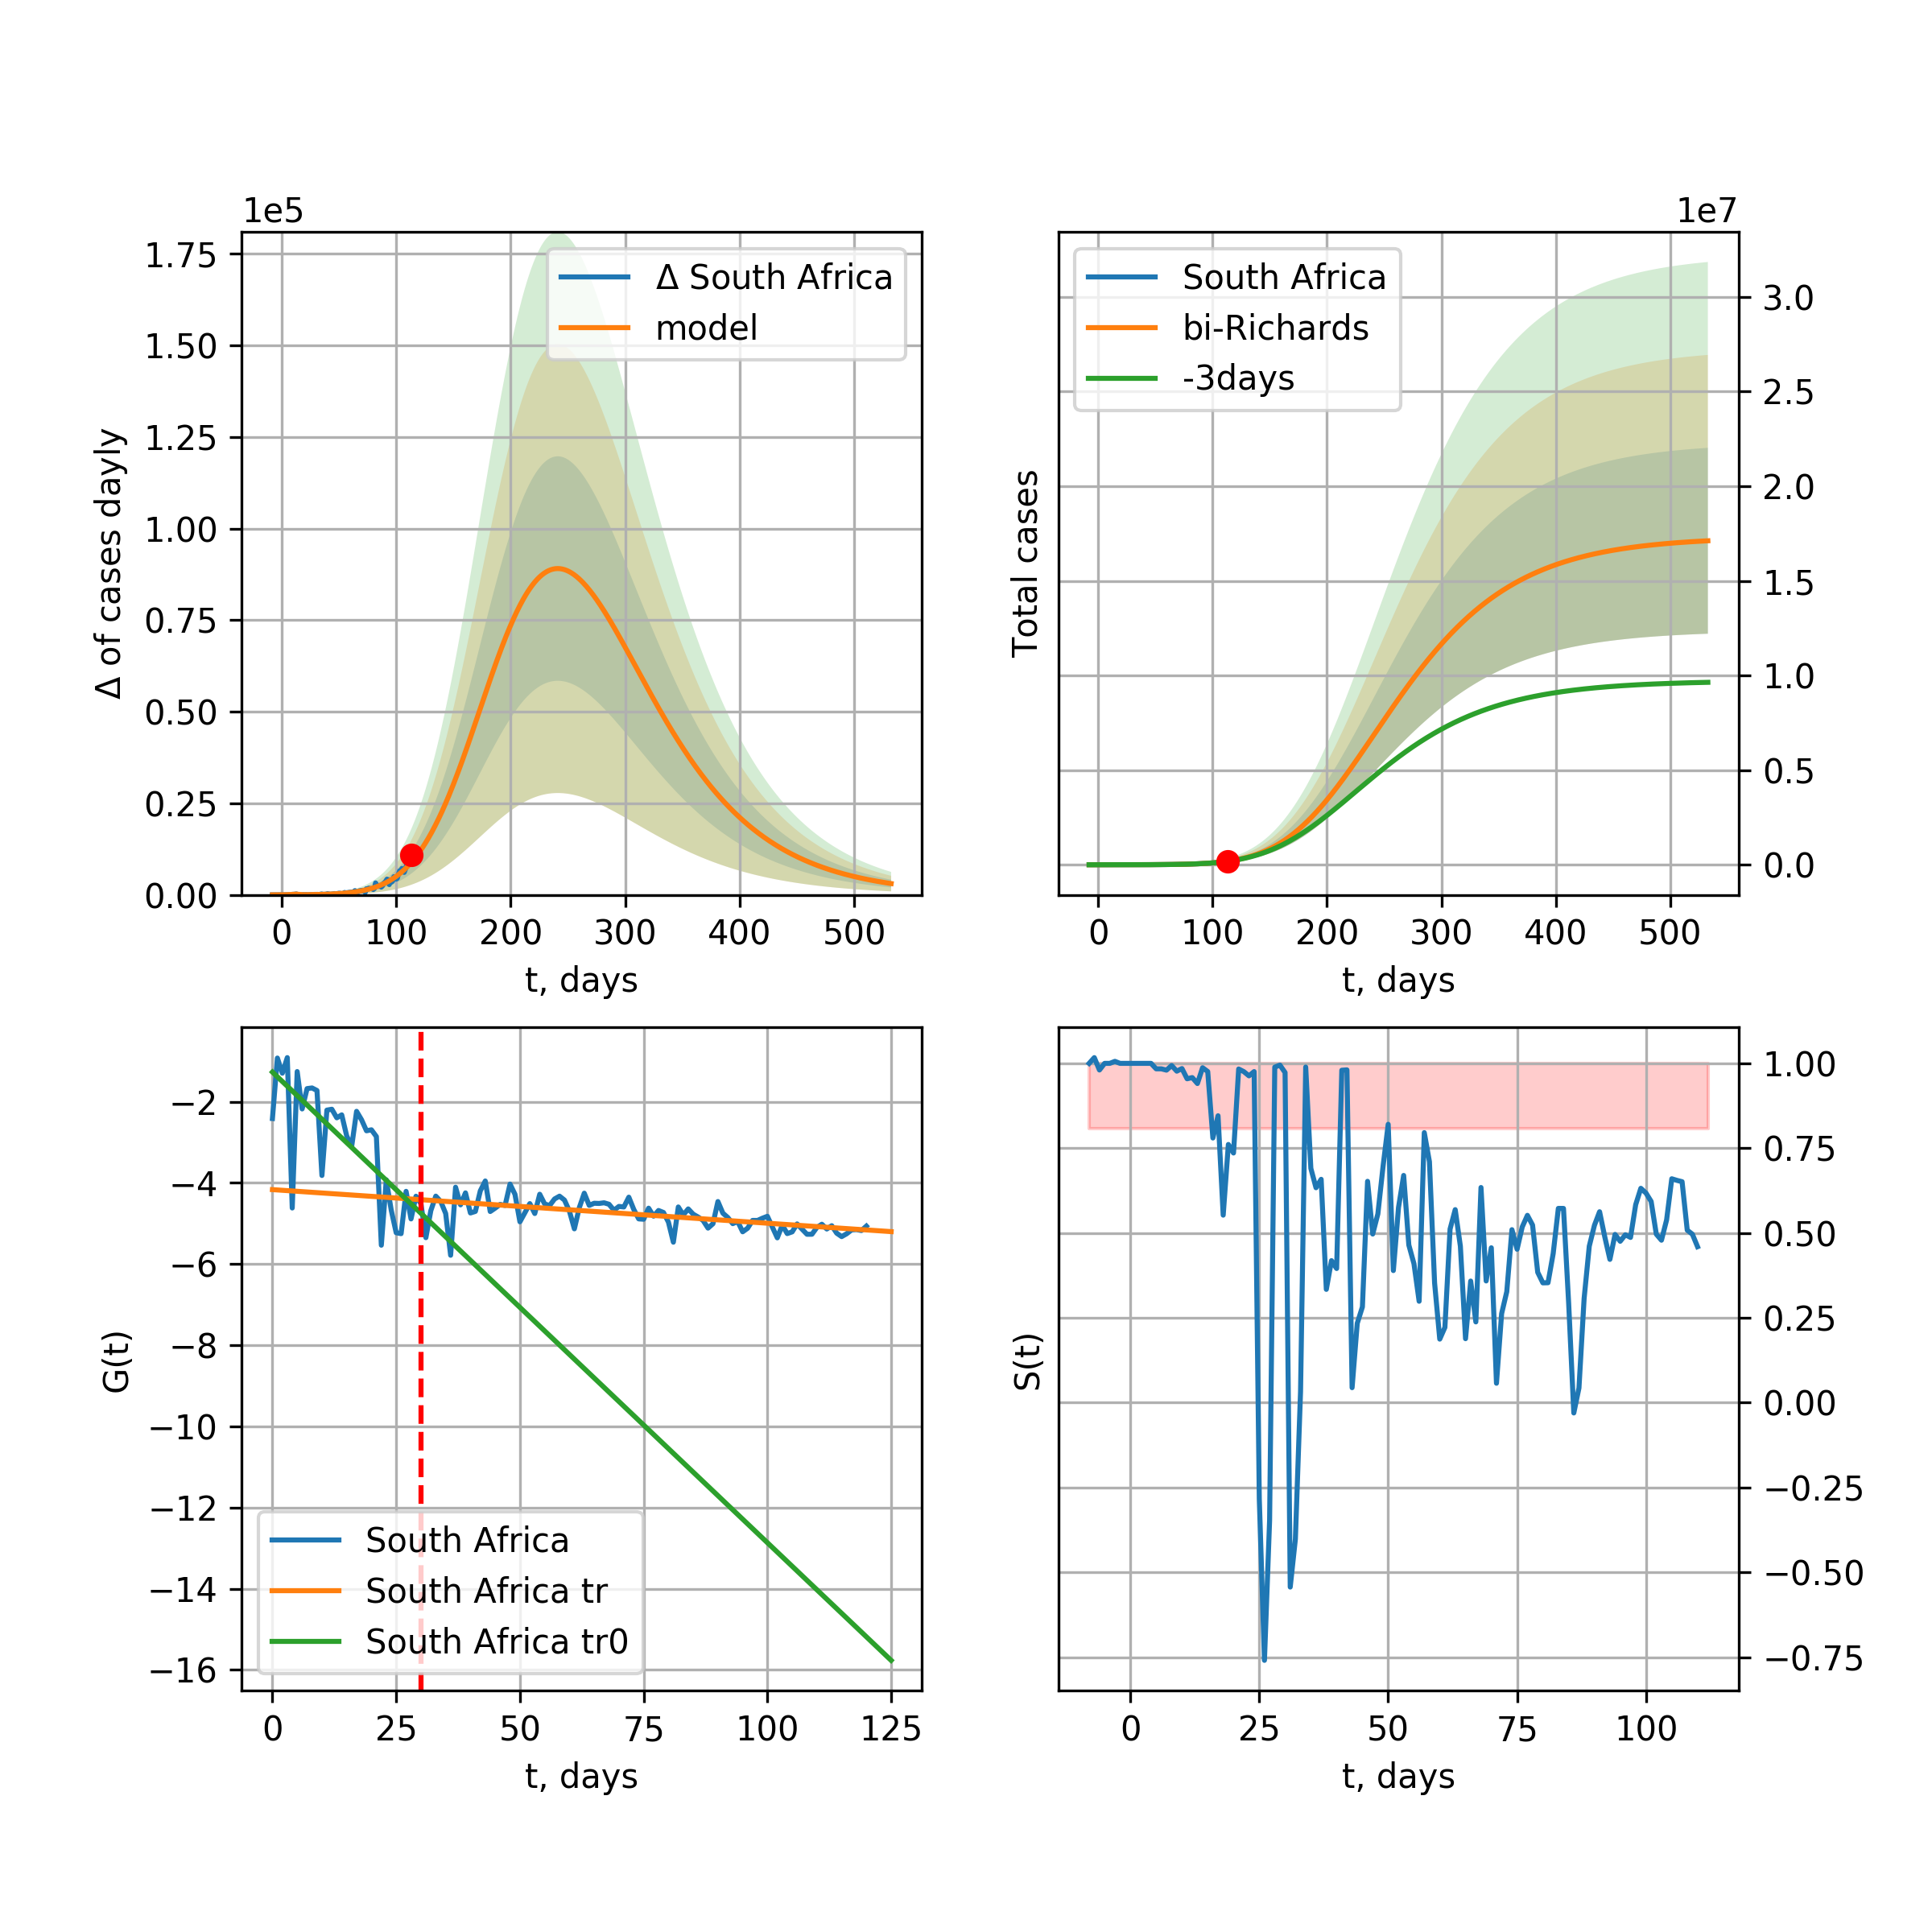 1e5
1.75
1.50
1.25
1.00
0.75
0.50
0.25
0.00
Δ of cases dayly
Δ South Africa
model
0 100 200 300 400 500
t, days
1e7
3.0
2.5
2.0
1.5
1.0
0.5
0.0
Total cases
South Africa
bi-Richards
-3days
0 100 200 300 400 500
t, days
−2
−4
−6
−8
−10
−12
−14
−16
G(t)
South Africa
South Africa tr
South Africa tr0
0 25 50 75 100 125
t, days
1.00
0.75
0.50
0.25
0.00
−0.25
−0.50
−0.75
S(t)
0 25 50 75 100
t, days